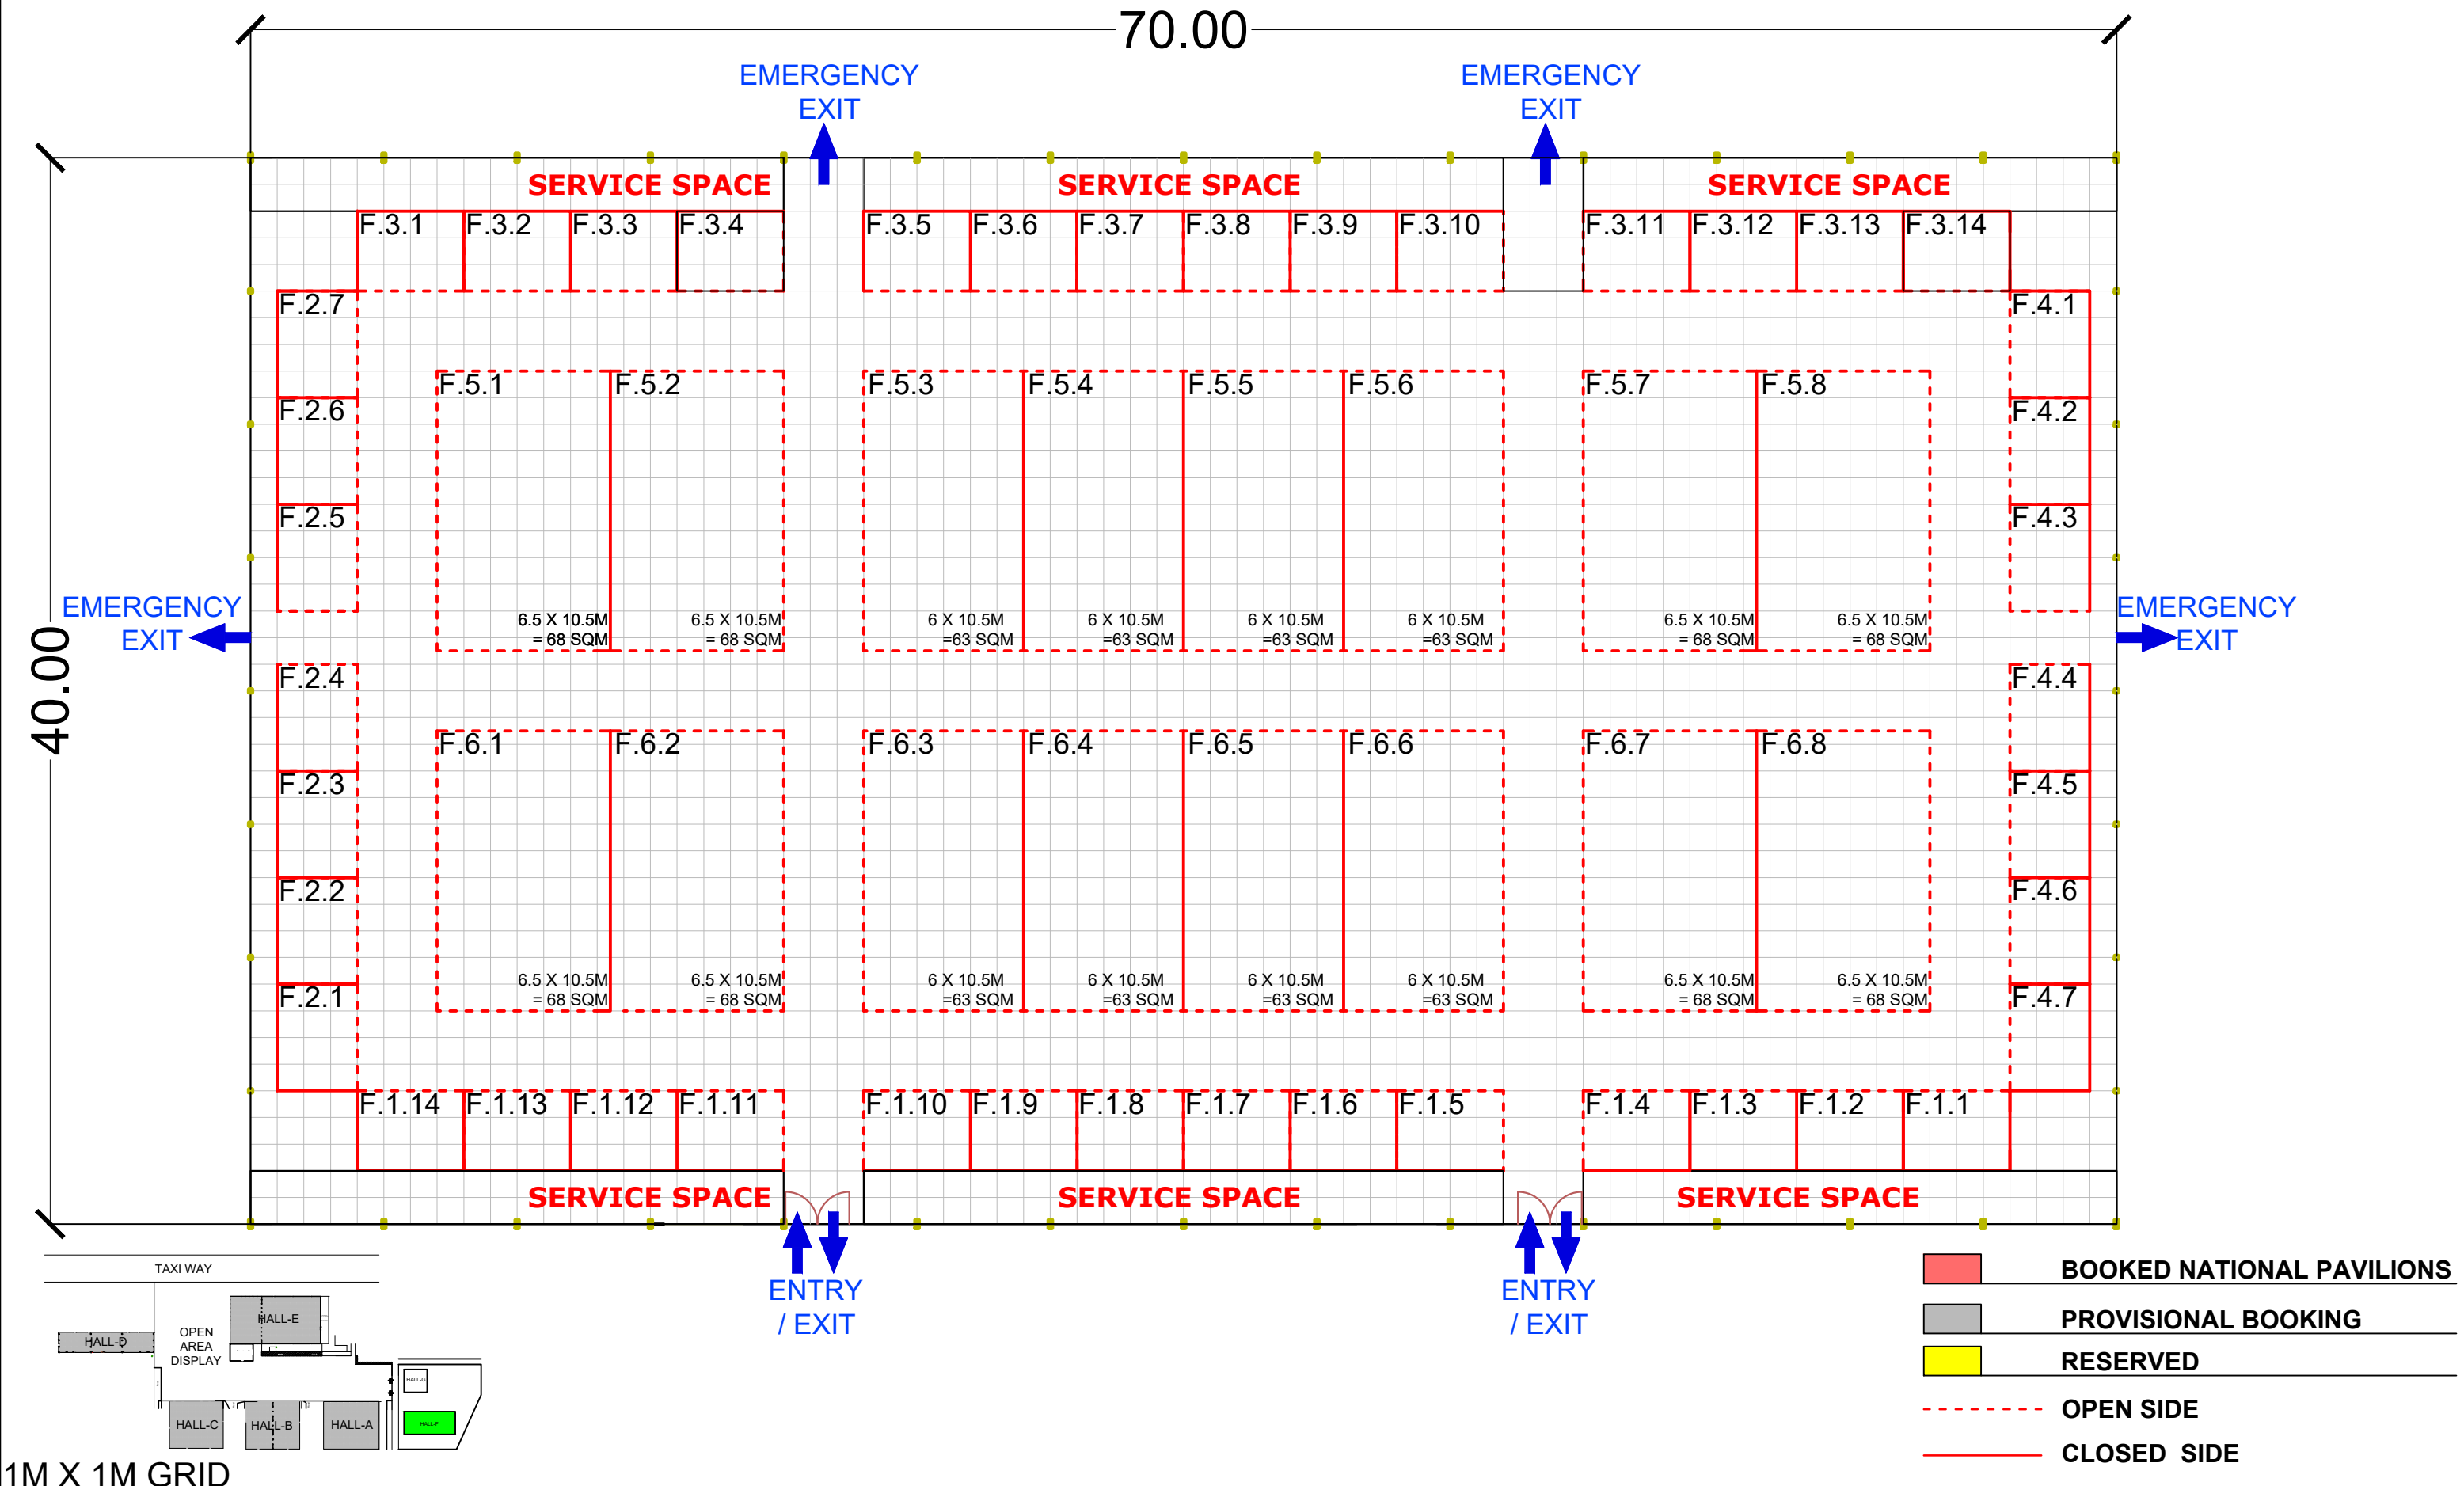 70.00
EMERGENCY
EXIT
EMERGENCY
EXIT
SERVICE SPACE
SERVICE SPACE
SERVICE SPACE
F.3.1
F.3.2
F.3.3
F.3.4
F.3.5
F.3.6
F.3.7
F.3.8
F.3.9
F.3.10
F.3.11
F.3.12
F.3.13
F.3.14
F.2.7
F.4.1
F.5.1
F.5.2
F.5.3
F.5.4
F.5.5
F.5.6
F.5.7
F.5.8
F.2.6
F.4.2
F.2.5
F.4.3
EMERGENCY
EXIT
6.5 X 10.5M
= 68 SQM
6.5 X 10.5M
= 68 SQM
6 X 10.5M
=63 SQM
6 X 10.5M
=63 SQM
6 X 10.5M
=63 SQM
6 X 10.5M
=63 SQM
6.5 X 10.5M
= 68 SQM
6.5 X 10.5M
= 68 SQM
EMERGENCY
EXIT
40.00
F.2.4
F.4.4
F.6.1
F.6.2
F.6.3
F.6.4
F.6.5
F.6.6
F.6.7
F.6.8
F.2.3
F.4.5
F.2.2
F.4.6
6.5 X 10.5M
= 68 SQM
6.5 X 10.5M
= 68 SQM
6 X 10.5M
=63 SQM
6 X 10.5M
=63 SQM
6 X 10.5M
=63 SQM
6 X 10.5M
=63 SQM
6.5 X 10.5M
= 68 SQM
6.5 X 10.5M
= 68 SQM
F.2.1
F.4.7
F.1.14
F.1.13
F.1.12
F.1.11
F.1.10
F.1.9
F.1.8
F.1.7
F.1.6
F.1.5
F.1.4
F.1.3
F.1.2
F.1.1
SERVICE SPACE
SERVICE SPACE
SERVICE SPACE
ENTRY
/ EXIT
ENTRY
/ EXIT
TAXI WAY
HALL-E
OPEN
AREA
DISPLAY
HALL-D
HALL-G
HALL-C
HALL-B
HALL-A
HALL-F
1M X 1M GRID
BOOKED NATIONAL PAVILIONS
PROVISIONAL BOOKING
RESERVED
OPEN SIDE
CLOSED SIDE